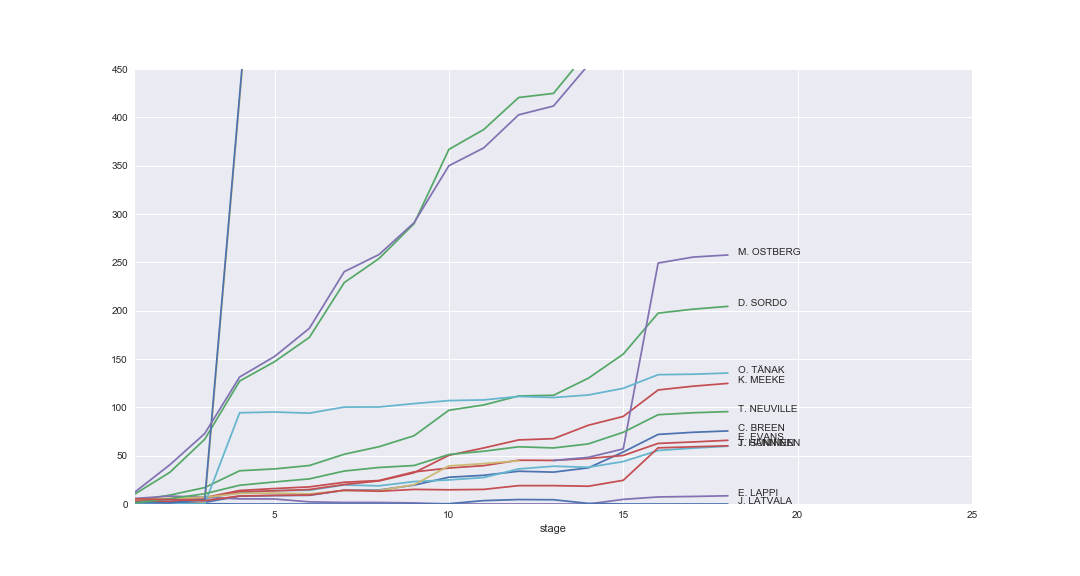 450
400
350
300
250
200
150
100
50
0
M. OSTBERG
D. SORDO
O. TÄNAK
K. MEEKE
T. NEUVILLE
C. BREEN
E. EVANS
E. LAPPI
J. LATVALA
5
10
15
20
25
stage